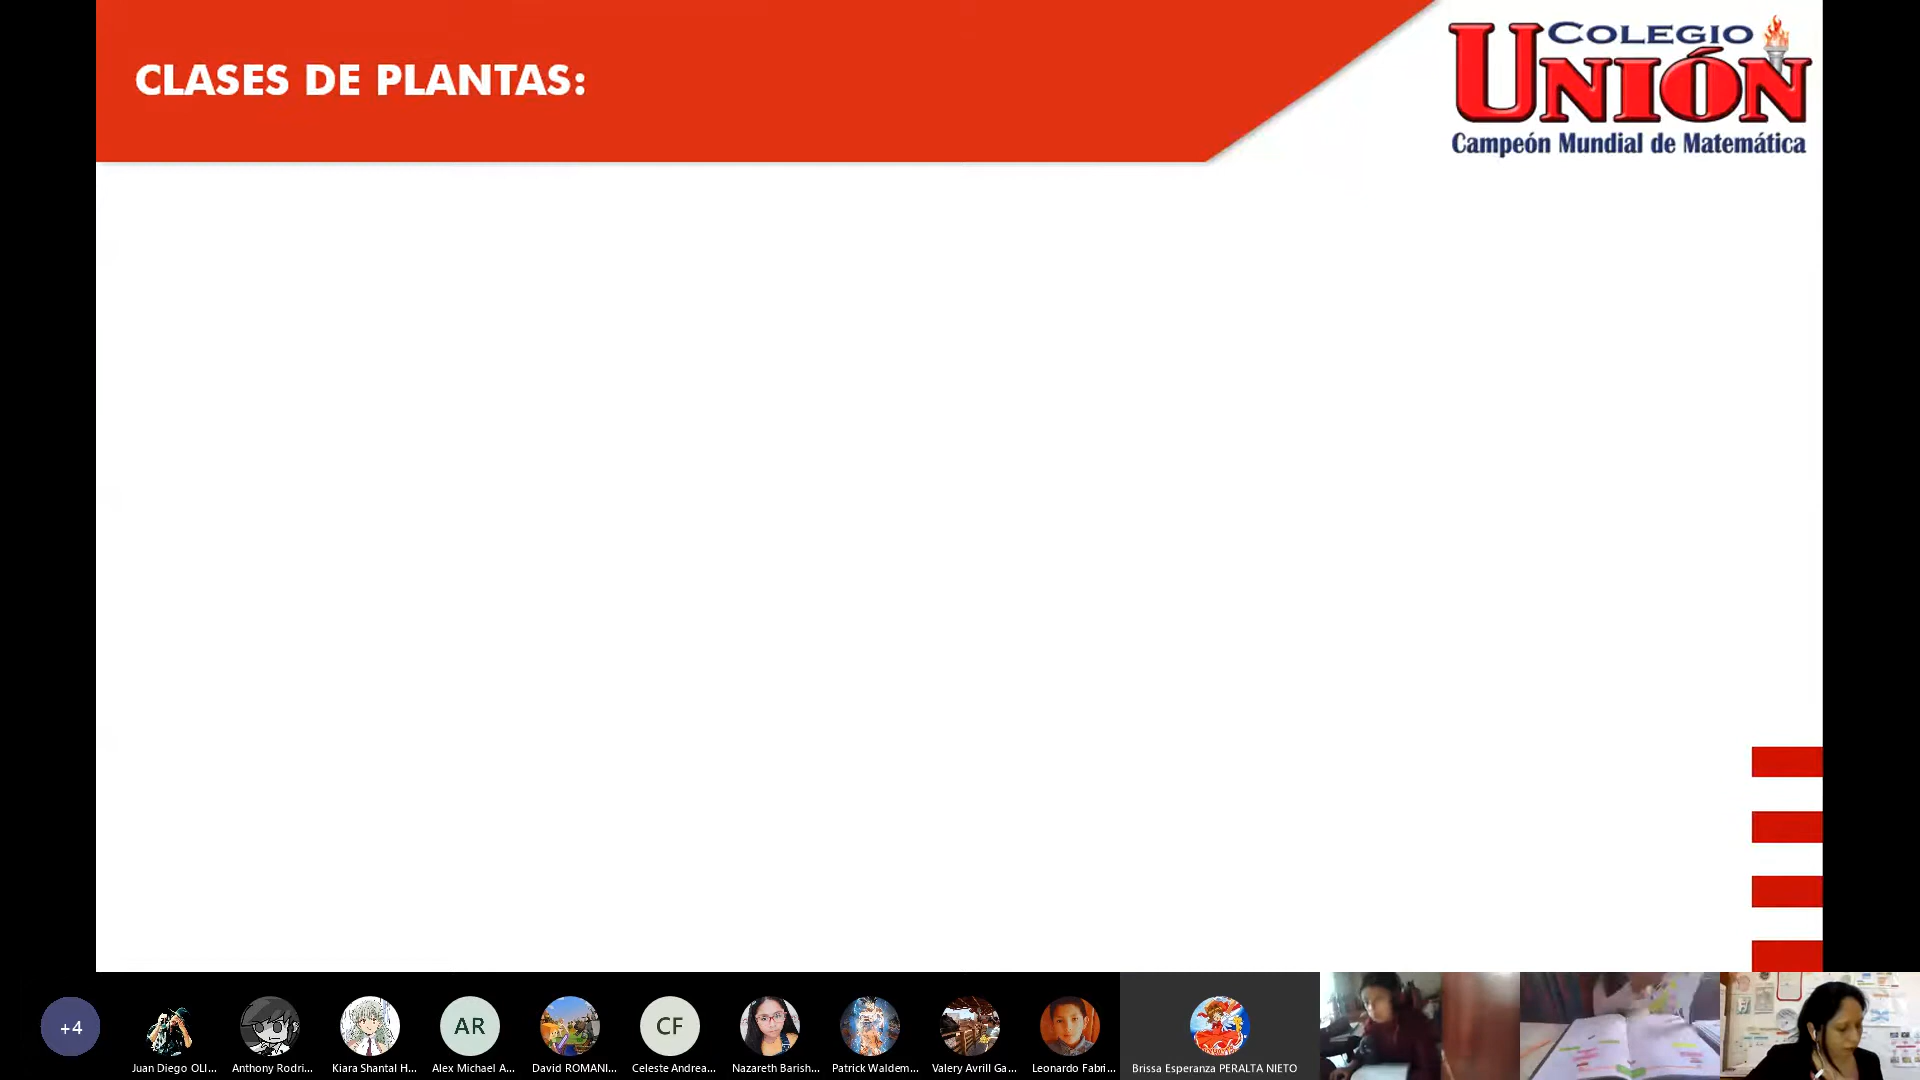 CLASES DE PLANTAS:
COLEGIO
UNIÓN
Campeón Mundial de Matemática
+4
Juan Diego OLI...
Anthony Rodri...
Kiara Shantal H...
AR
Alex Michael A...
David ROMANI...
CF
Celeste Andrea...
Nazareth Barish...
Patrick Waldem...
Valery Avrill Ga...
Leonardo Fabri...
Brissa Esperanza PERALTA NIETO